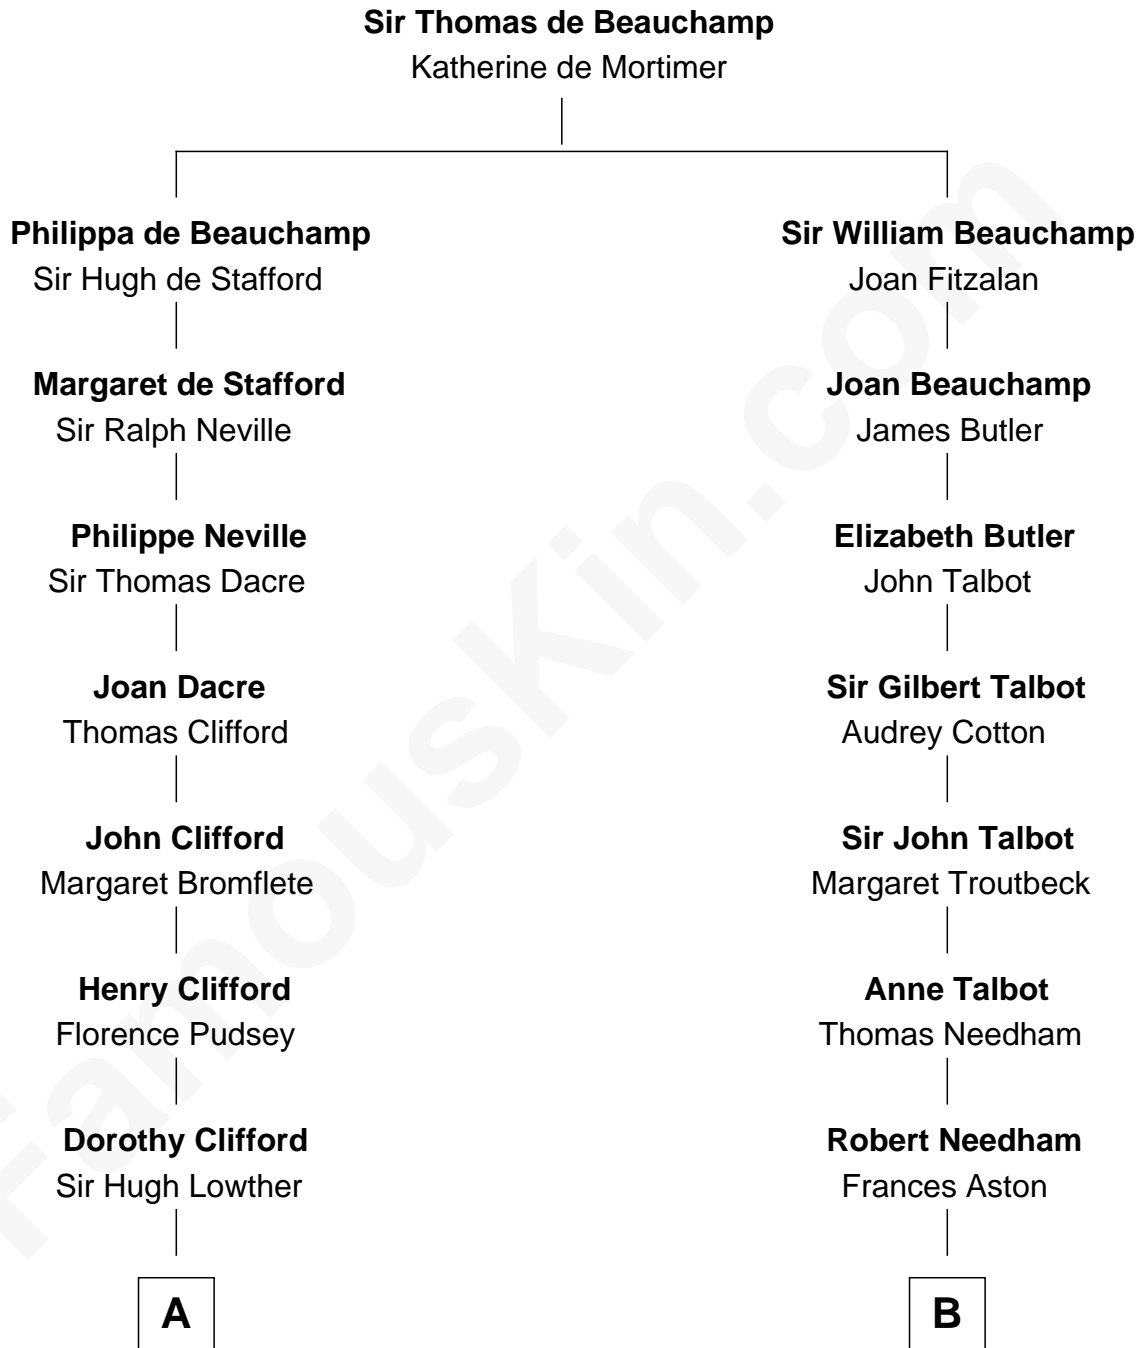 Sir Thomas de Beauchamp
Katherine de Mortimer
Philippa de Beauchamp
Sir Hugh de Stafford
Margaret de Stafford
Sir Ralph Neville
Philippe Neville
Sir Thomas Dacre
Joan Dacre
Thomas Clifford
John Clifford
Margaret Bromflete
Henry Clifford
Florence Pudsey
Dorothy Clifford
Sir Hugh Lowther
A
Sir William Beauchamp
Joan Fitzalan
Joan Beauchamp
James Butler
Elizabeth Butler
John Talbot
Sir Gilbert Talbot
Audrey Cotton
Sir John Talbot
Margaret Troutbeck
Anne Talbot
Thomas Needham
Robert Needham
Frances Aston
B
FamousKin.com